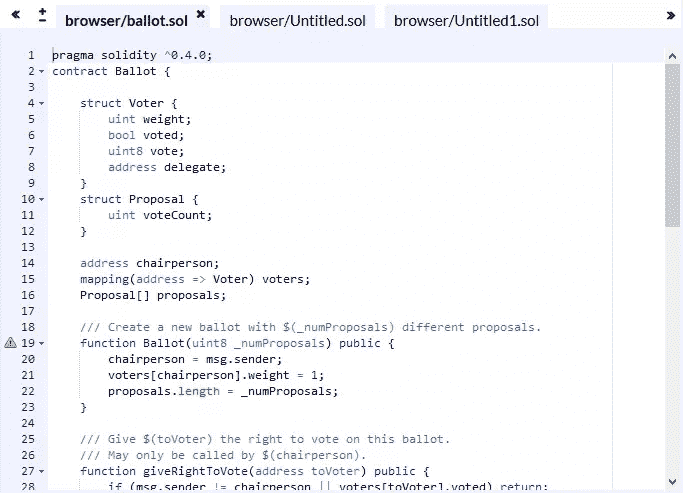 « ± browser/ballot.sol × browser/Untitled.sol browser/Untitled1.sol »
1 pragma solidity ^0.4.0;
2 contract Ballot {
3
4 struct Voter {
5 uint weight;
6 bool voted;
7 uint8 vote;
8 address delegate;
9 }
10 struct Proposal {
11 uint voteCount;
12 }
13
14 address chairperson;
15 mapping(address => Voter) voters;
16 Proposal[] proposals;
17
18 /// Create a new ballot with $(_numProposals) different proposals.
19 function Ballot(uint8 _numProposals) public {
20 chairperson = msg.sender;
21 voters[chairperson].weight = 1;
22 proposals.length = _numProposals;
23 }
24
25 /// Give $(toVoter) the right to vote on this ballot.
26 /// May only be called by $(chairperson).
27 function giveRightToVote(address toVoter) public {
28 if (msg.sender != chairperson || voters[toVoter].voted) return;